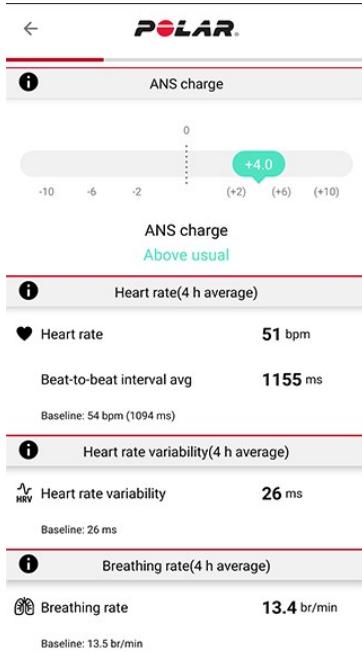 POLAR.
ANS charge
0
+4.0
-10 -6 -2 (+2) (+6) (+10)
ANS charge
Above usual
Heart rate(4 h average)
Heart rate 51 bpm
Beat-to-beat interval avg 1155 ms
Baseline: 54 bpm (1094 ms)
Heart rate variability(4 h average)
HRV Heart rate variability 26 ms
Baseline: 26 ms
Breathing rate(4 h average)
Breathing rate 13.4 br/min
Baseline: 13.5 br/min